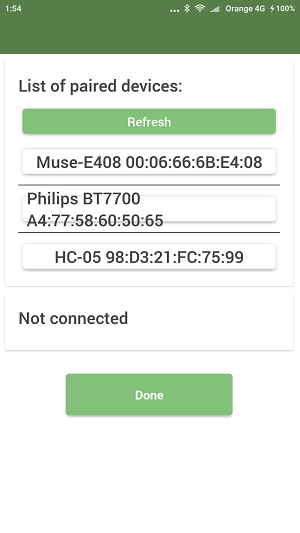 1:54 ... Orange 4G 100%
List of paired devices:
Refresh
Muse-E408 00:06:66:6B:E4:08
Philips BT7700
A4:77:58:60:50:65
HC-05 98:D3:21:FC:75:99
Not connected
Done